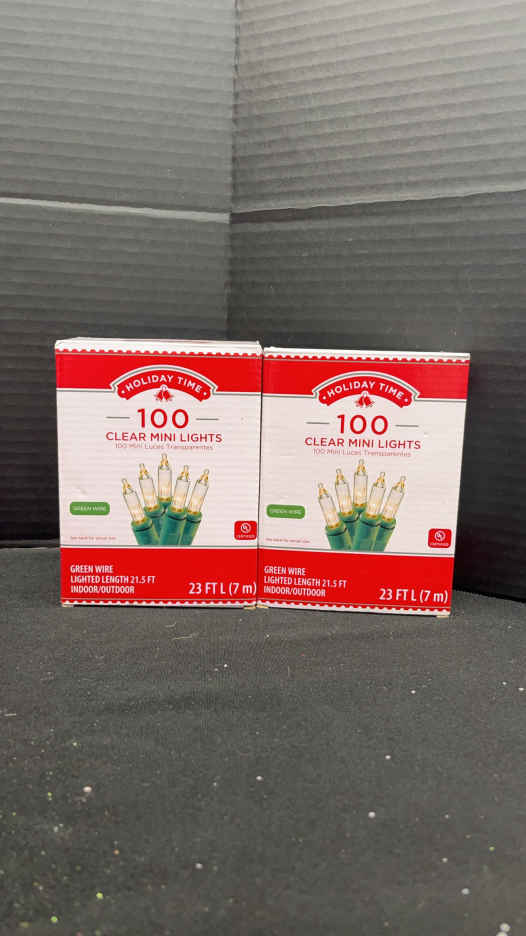 HOLIDAY TIME
100
CLEAR MINI LIGHTS
100 Mini Luces Transparentes
GREEN WIRE
UL
GREEN WIRE
LIGHTED LENGTH 21.5 FT
INDOOR/OUTDOOR
23 FT L (7 m)
HOLIDAY TIME
100
CLEAR MINI LIGHTS
100 Mini Luces Transparentes
GREEN WIRE
UL
GREEN WIRE
LIGHTED LENGTH 21.5 FT
INDOOR/OUTDOOR
23 FT L (7 m)